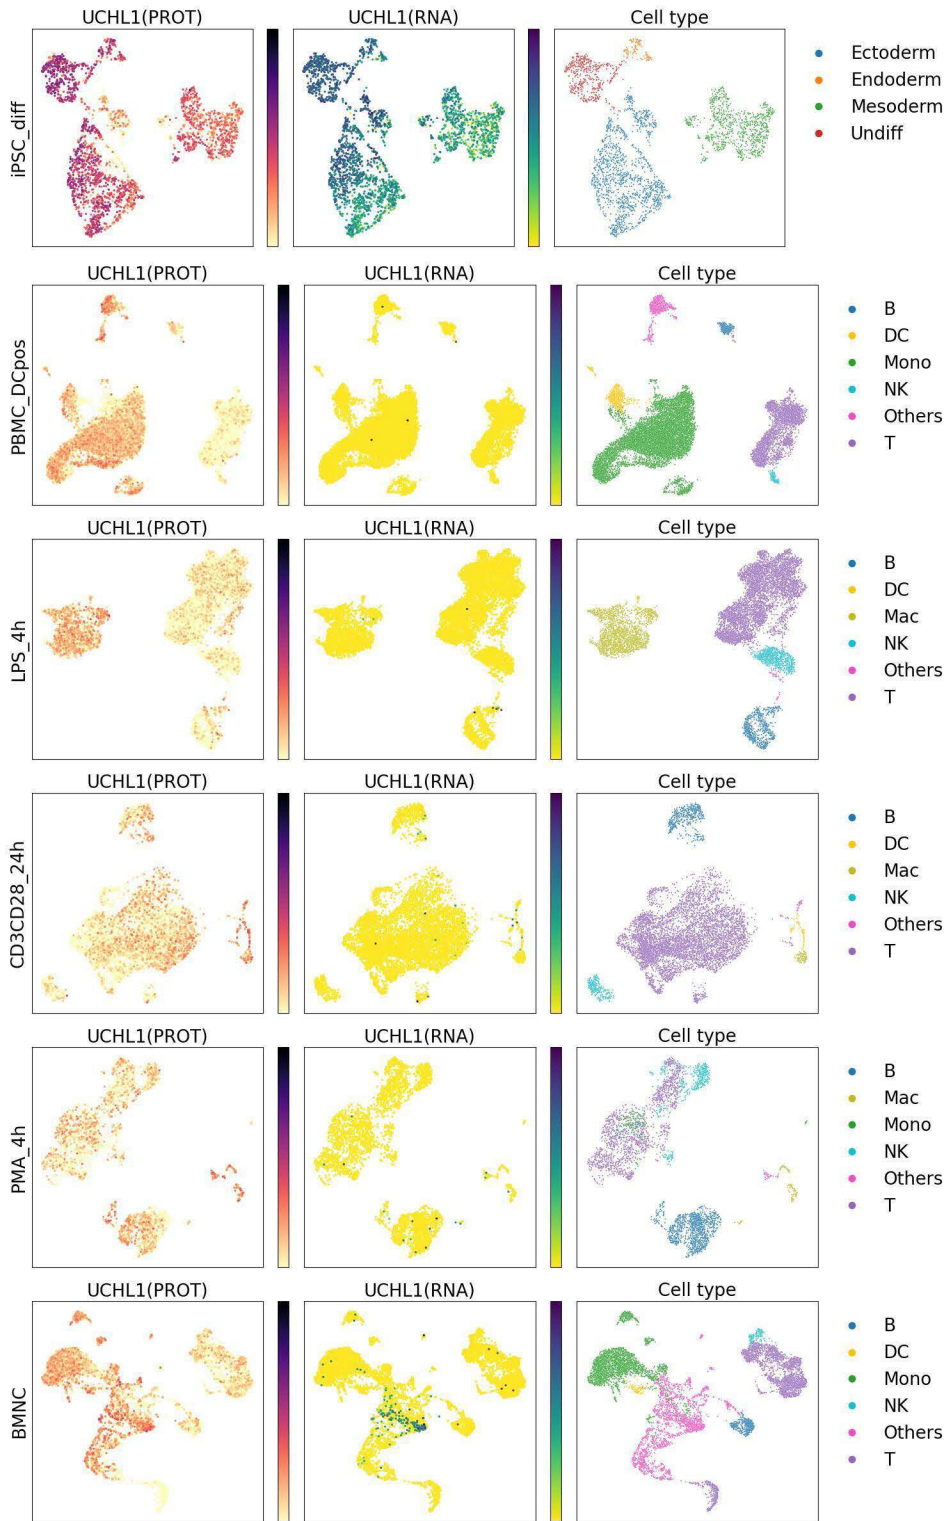 UCHL1(PROT) UCHL1(RNA) Cell type
iPSC_diff
Ectoderm
Endoderm
Mesoderm
Undiff
UCHL1(PROT) UCHL1(RNA) Cell type
PBMC_DCpos
B
DC
Mono
NK
Others
T
UCHL1(PROT) UCHL1(RNA) Cell type
LPS_4h
B
DC
Mac
NK
Others
T
UCHL1(PROT) UCHL1(RNA) Cell type
CD3CD28_24h
B
DC
Mac
NK
Others
T
UCHL1(PROT) UCHL1(RNA) Cell type
PMA_4h
B
Mac
Mono
NK
Others
T
UCHL1(PROT) UCHL1(RNA) Cell type
BMNC
B
DC
Mono
NK
Others
T